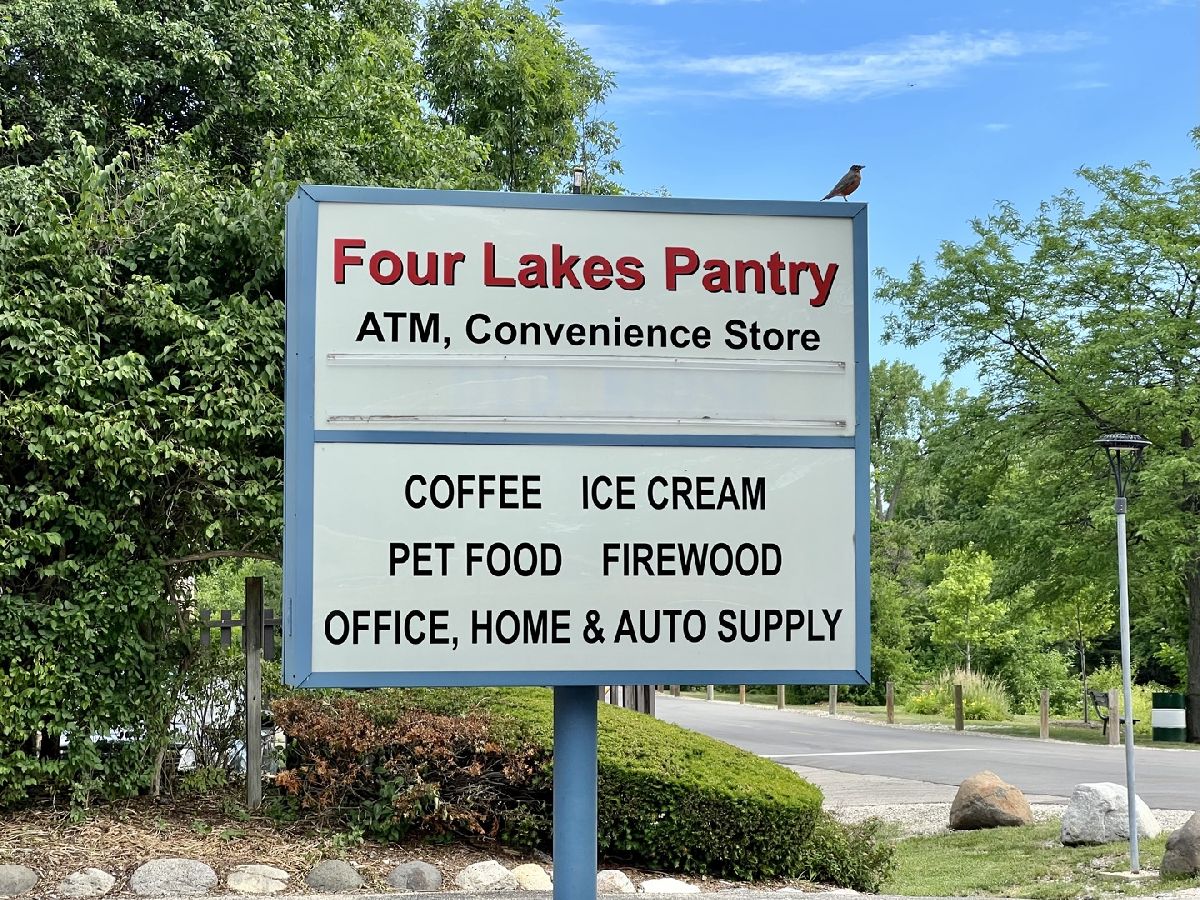 Four Lakes Pantry
ATM, Convenience Store
COFFEE ICE CREAM
PET FOOD FIREWOOD
OFFICE, HOME & AUTO SUPPLY